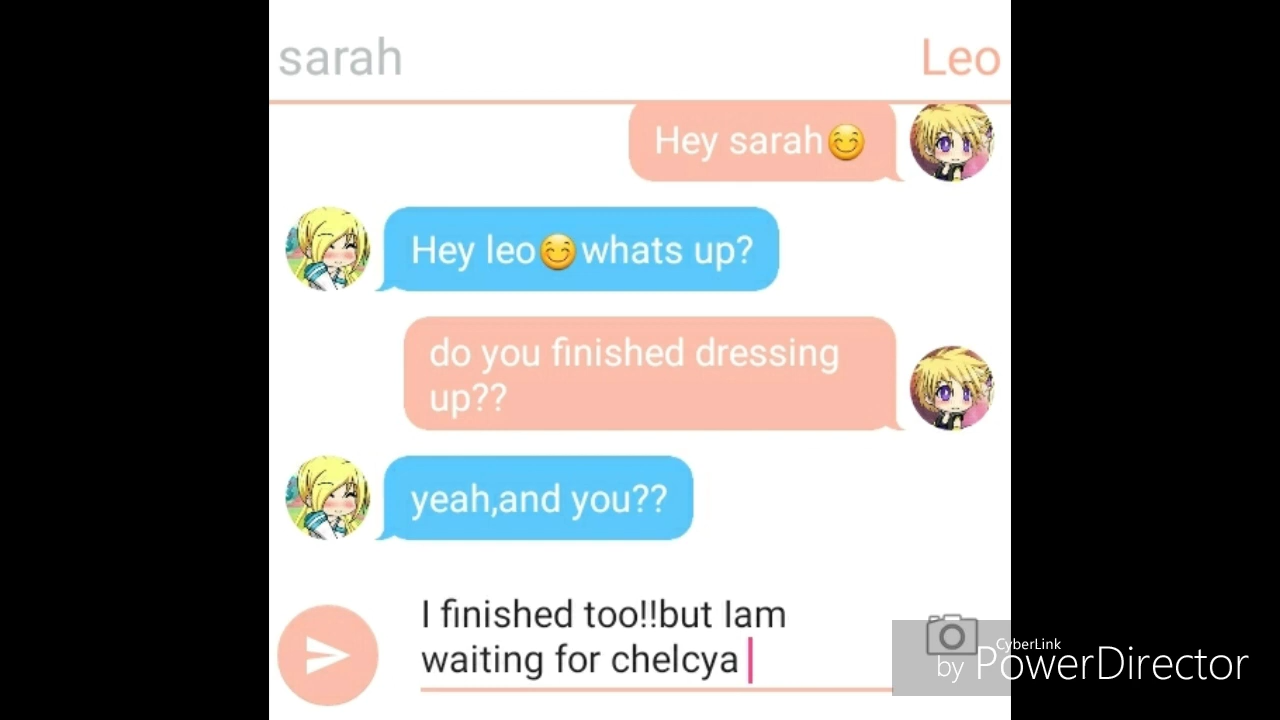 sarah
Leo
Hey sarah😊
Hey leo😊whats up?
do you finished dressing
up??
yeah,and you??
I finished too!!but Iam
waiting for chelcya
CyberLink
by PowerDirector